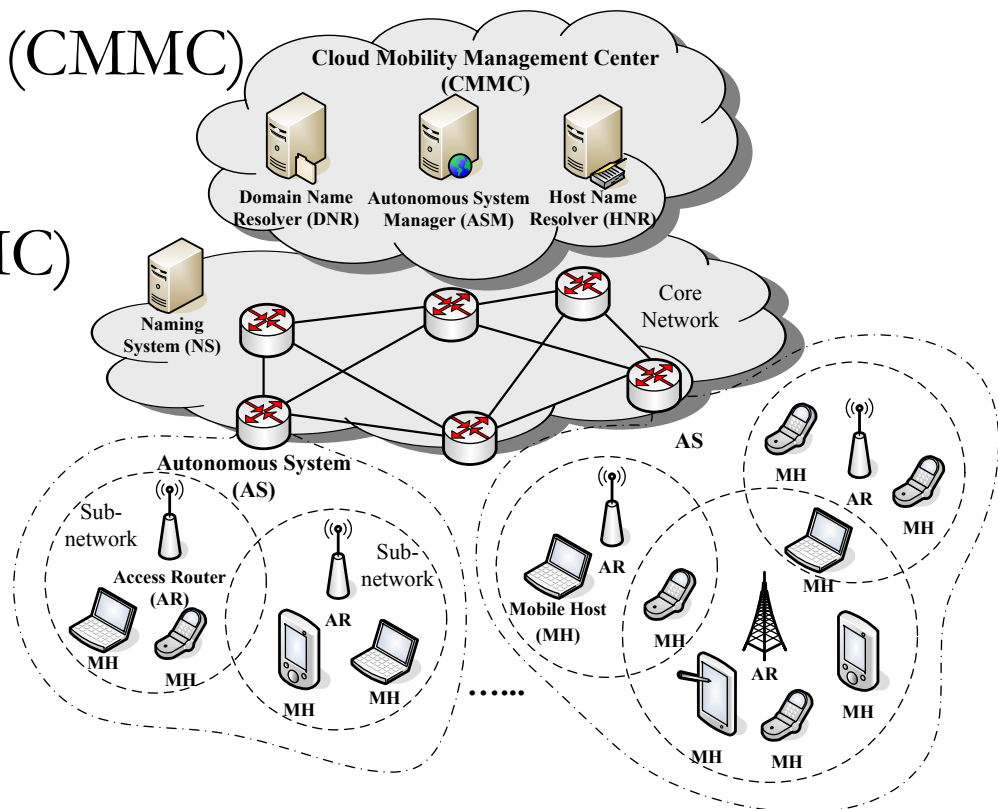 (CMMC)
Cloud Mobility Management Center
(CMMC)
Domain Name
Resolver (DNR)
Autonomous System
Manager (ASM)
Host Name
Resolver (HNR)
IC)
Naming
System (NS)
Core
Network
Autonomous System
(AS)
AS
Sub-
network
Access Router
(AR)
MH
MH
Sub-
network
AR
MH
MH
......
AR
Mobile Host
(MH)
MH
MH
AR
MH
MH
AR
MH
MH
MH